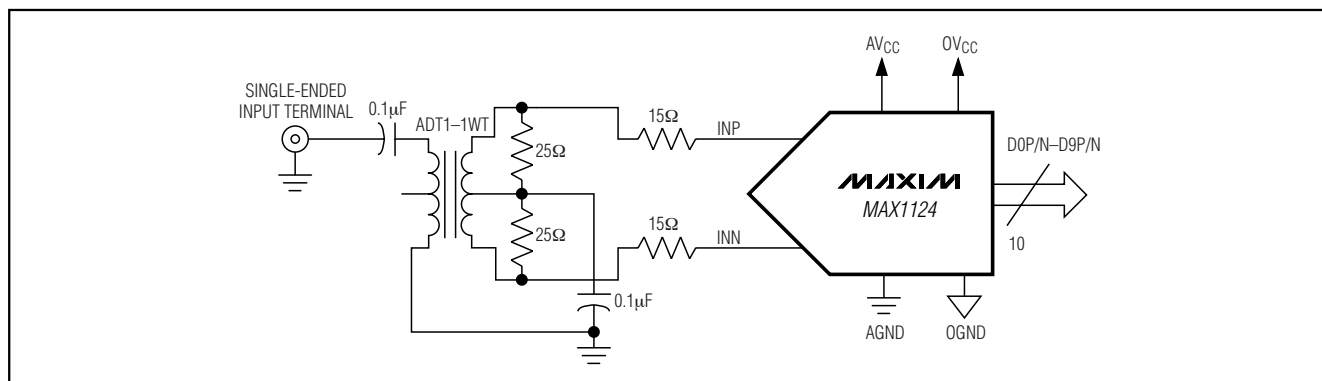 SINGLE-ENDED
INPUT TERMINAL
0.1µF
ADT1–1WT
25Ω
25Ω
0.1µF
15Ω
15Ω
INP
INN
AVCC
OVCC
MAXIM
MAX1124
D0P/N–D9P/N
10
AGND
OGND